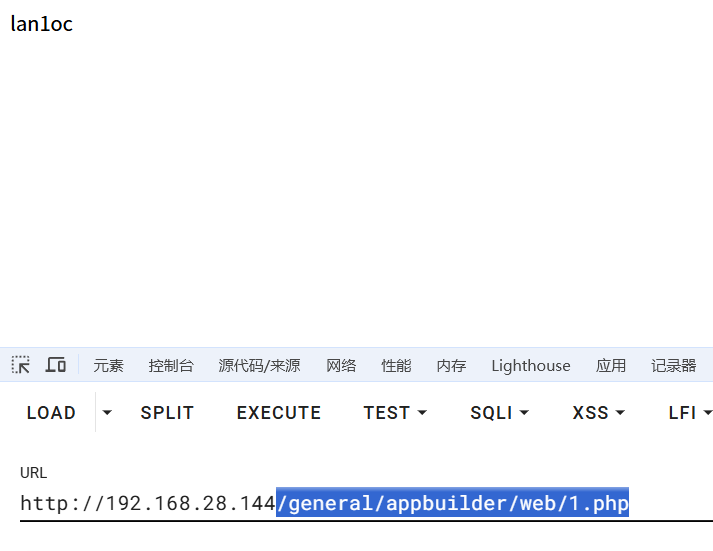 lan1oc
元素 控制台 源代码/来源 网络 性能 内存 Lighthouse 应用 记录器
LOAD SPLIT EXECUTE TEST SQLI XSS LFI
URL
http://192.168.28.144/general/appbuilder/web/1.php